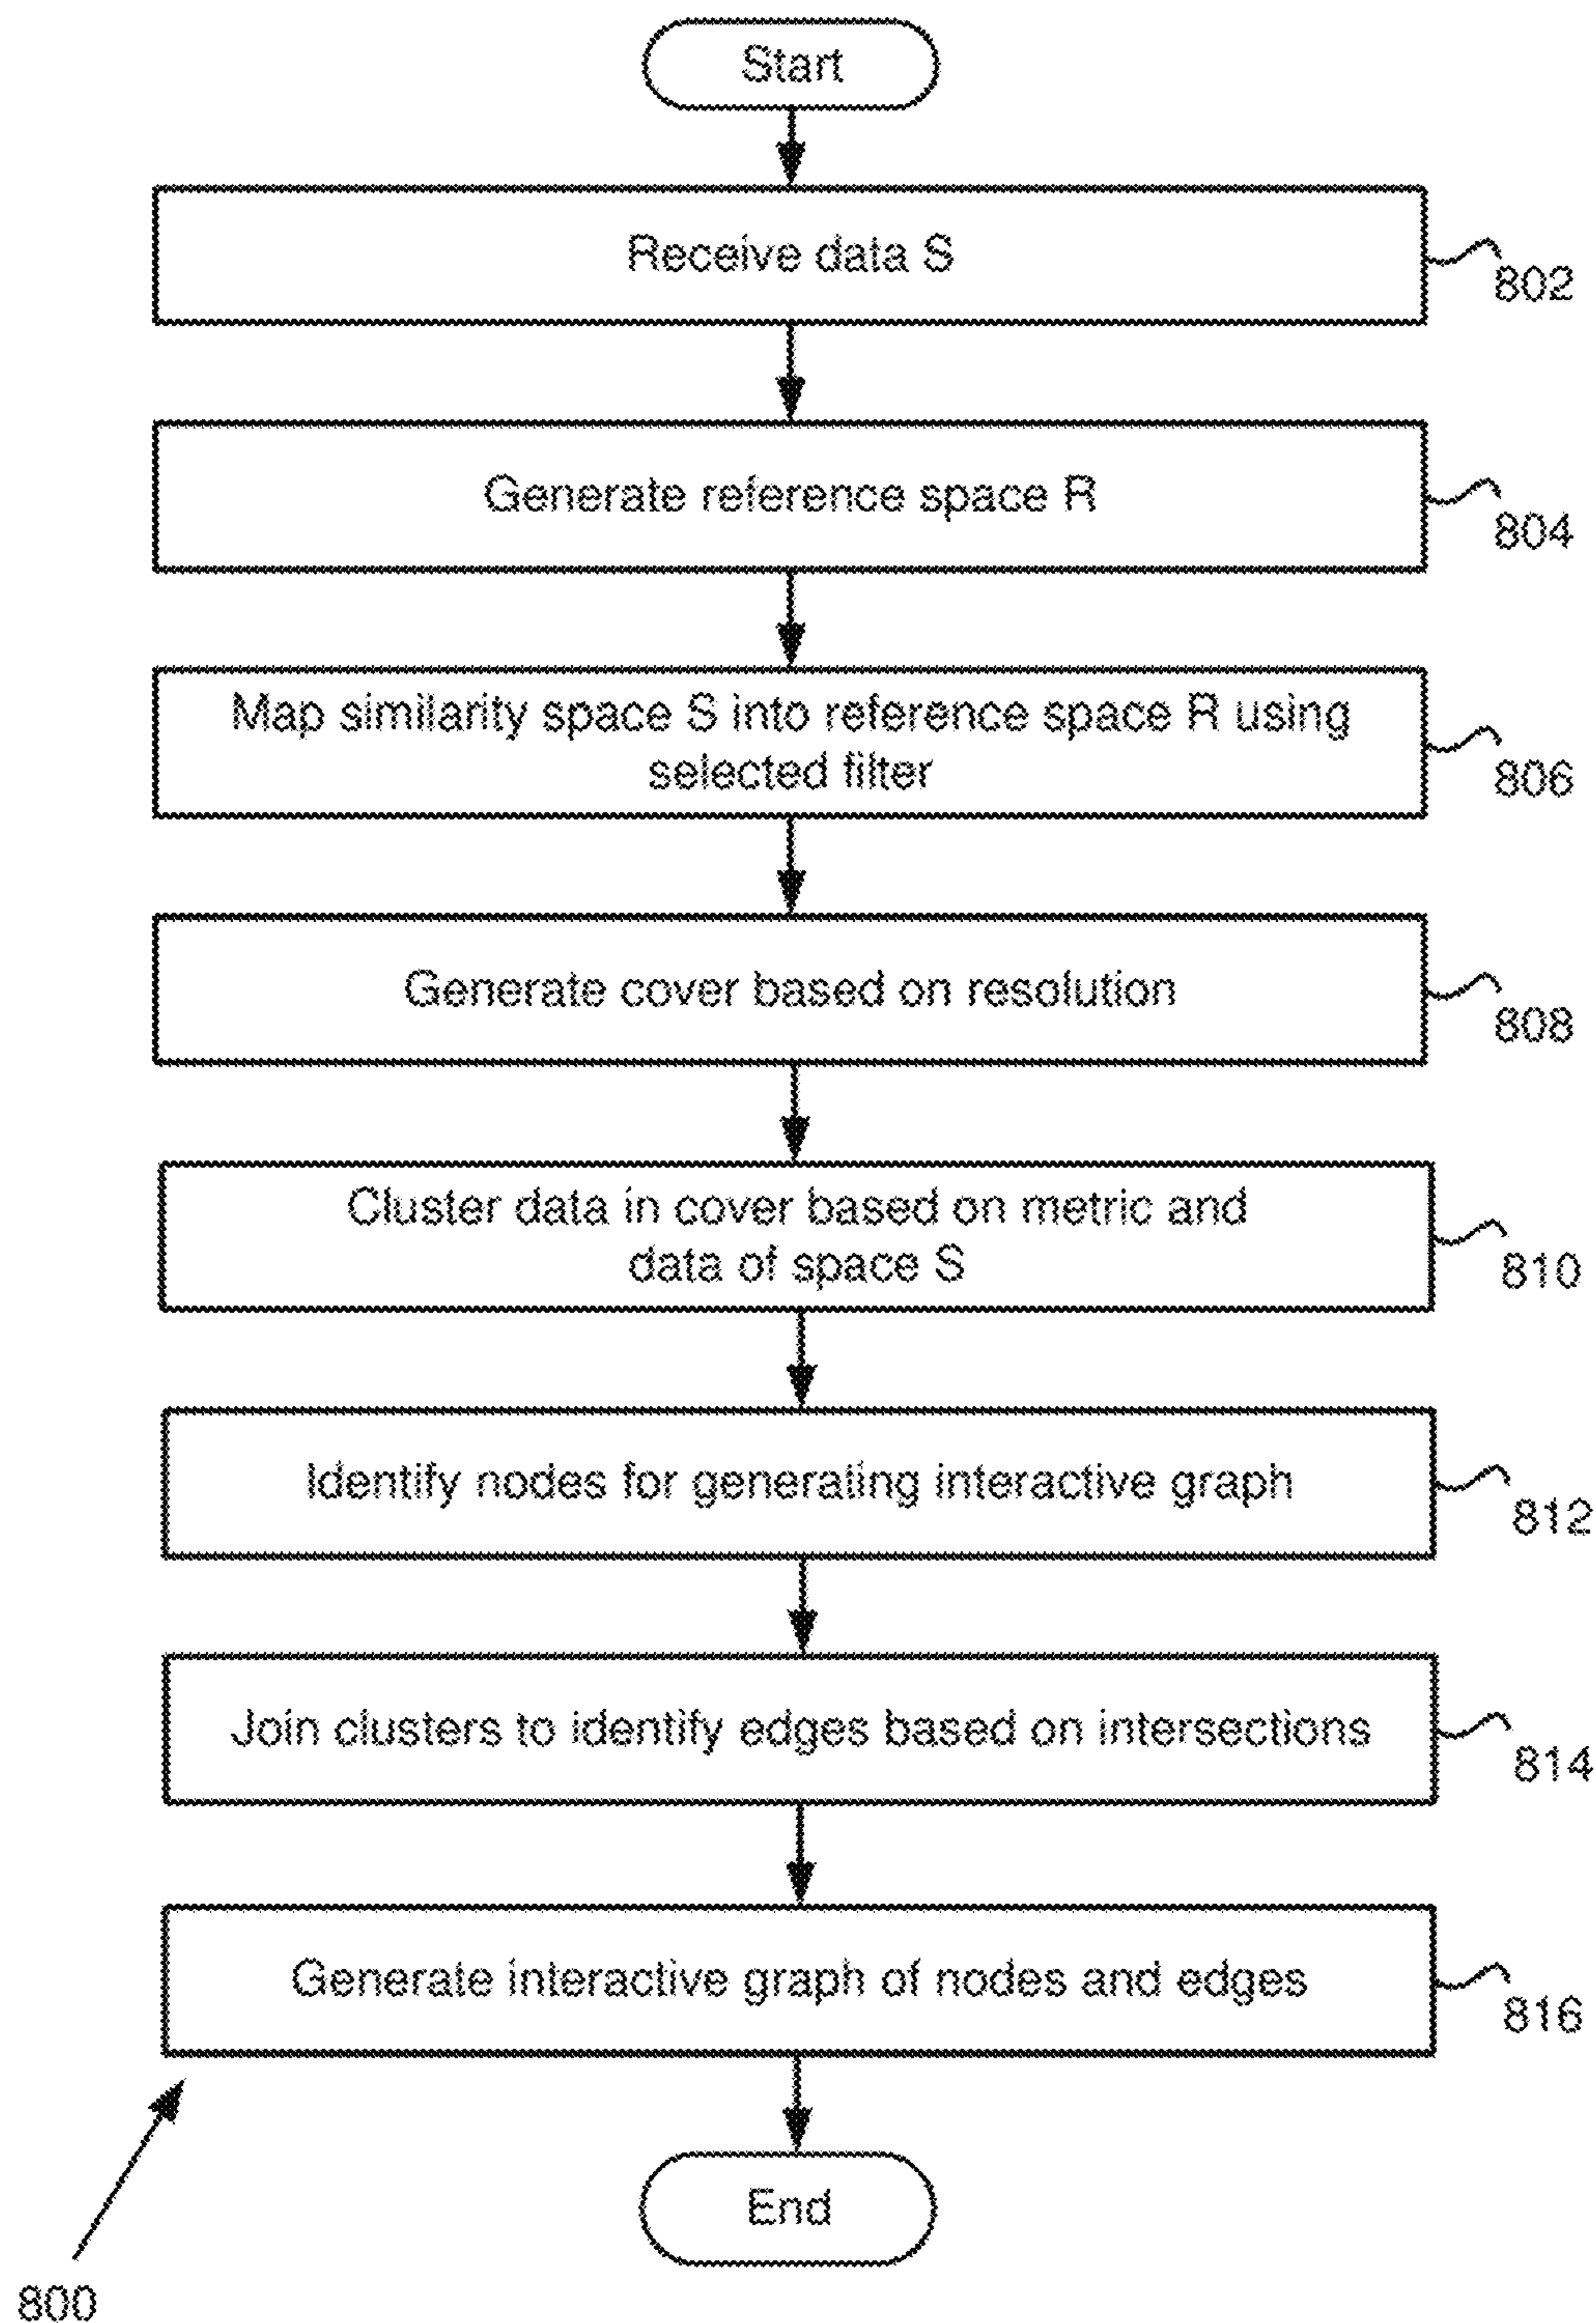 Start
Receive data S
802
Generate reference space R
804
Map similarity space S into reference space R using
selected filter
806
Generate cover based on resolution
808
Cluster data in cover based on metric and
data of space S
810
Identify nodes for generating interactive graph
812
Join clusters to identify edges based on intersections
814
Generate interactive graph of nodes and edges
816
End
800